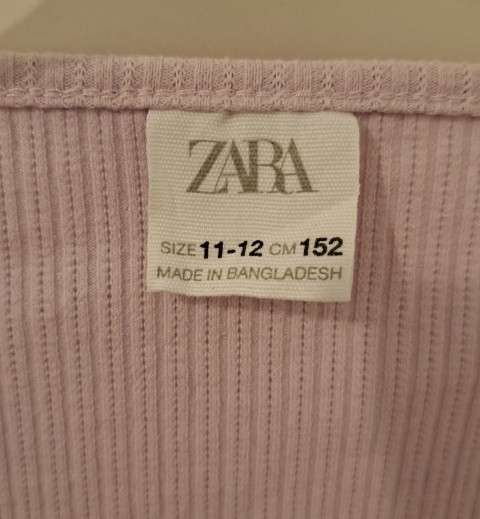 ZARA
SIZE 11-12 CM 152
MADE IN BANGLADESH